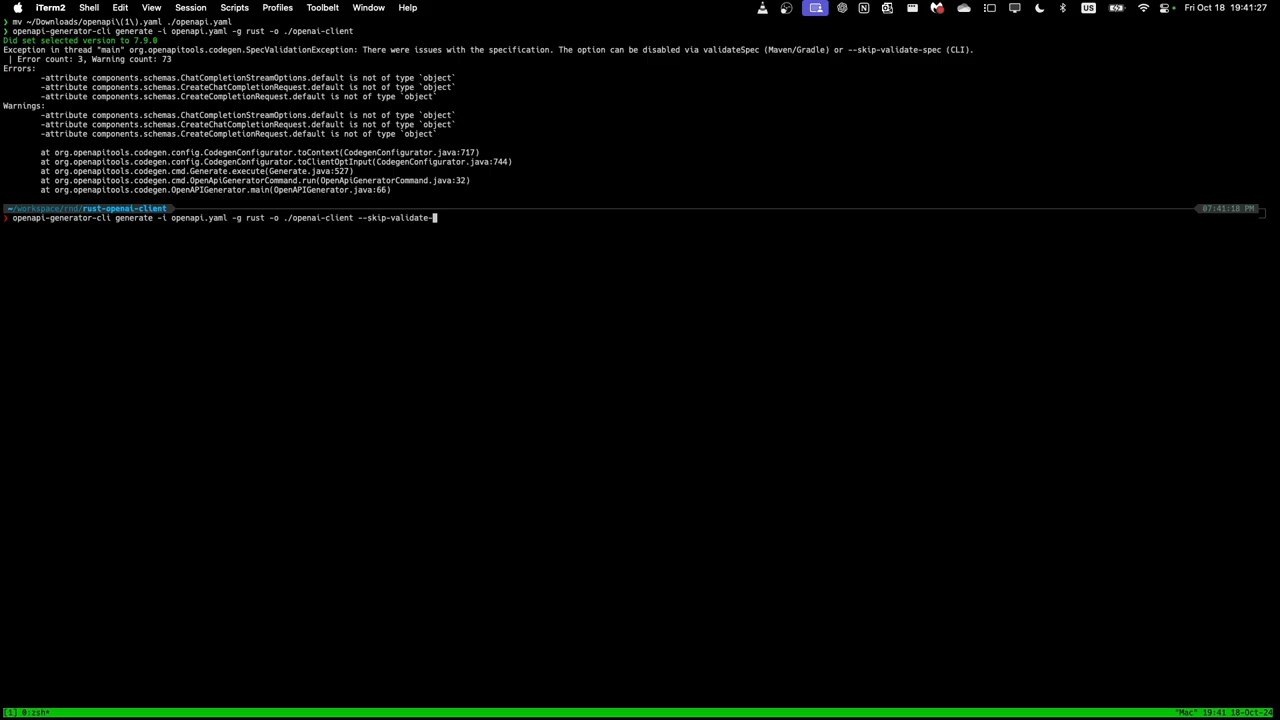 iTerm2 Shell Edit View Session Scripts Profiles Toolbelt Window Help US Fri Oct 18 19:41:27
❯ mv ~/Downloads/openapi\(1\).yaml ./openapi.yaml
❯ openapi-generator-cli generate -i openapi.yaml -g rust -o ./openai-client
Did set selected version to 7.9.0
Exception in thread "main" org.openapitools.codegen.SpecValidationException: There were issues with the specification. The option can be disabled via validateSpec (Maven/Gradle) or --skip-validate-spec (CLI).
 | Error count: 3, Warning count: 73
Errors:
-attribute components.schemas.ChatCompletionStreamOptions.default is not of type `object`
-attribute components.schemas.CreateChatCompletionRequest.default is not of type `object`
-attribute components.schemas.CreateCompletionRequest.default is not of type `object`
Warnings:
-attribute components.schemas.ChatCompletionStreamOptions.default is not of type `object`
-attribute components.schemas.CreateChatCompletionRequest.default is not of type `object`
-attribute components.schemas.CreateCompletionRequest.default is not of type `object`
at org.openapitools.codegen.config.CodegenConfigurator.toContext(CodegenConfigurator.java:717)
at org.openapitools.codegen.config.CodegenConfigurator.toClientOptInput(CodegenConfigurator.java:744)
at org.openapitools.codegen.cmd.Generate.execute(Generate.java:527)
at org.openapitools.codegen.cmd.OpenApiGeneratorCommand.run(OpenApiGeneratorCommand.java:32)
at org.openapitools.codegen.OpenAPIGenerator.main(OpenAPIGenerator.java:66)
~/workspace/rnd/rust-openai-client 07:41:18 PM
❯ openapi-generator-cli generate -i openapi.yaml -g rust -o ./openai-client --skip-validate-
[1] 0:zsh* "Mac" 19:41 18-Oct-24